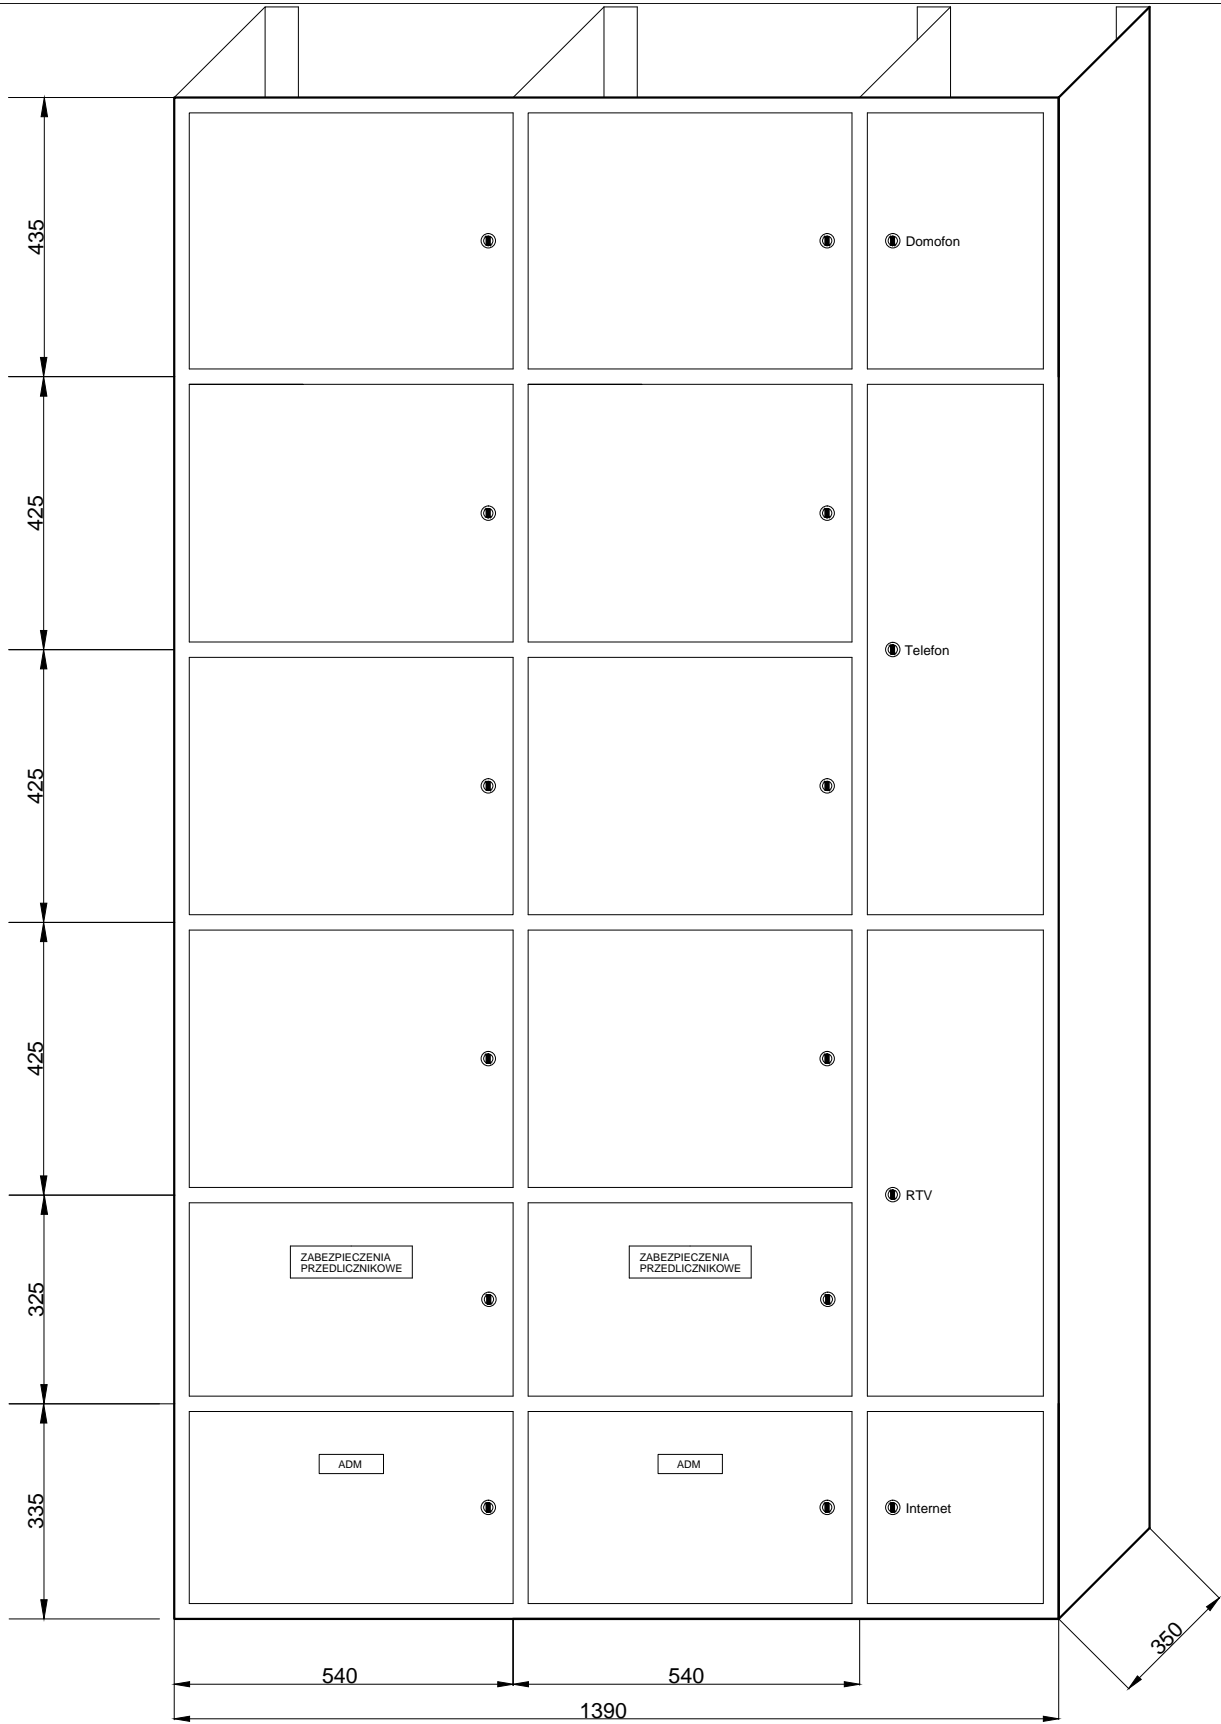 435
Domofon
425
Telefon
425
425
RTV
ZABEZPIECZENIA
PRZEDLICZNIKOWE
ZABEZPIECZENIA
PRZEDLICZNIKOWE
325
ADM
ADM
335
Internet
350
540
540
1390